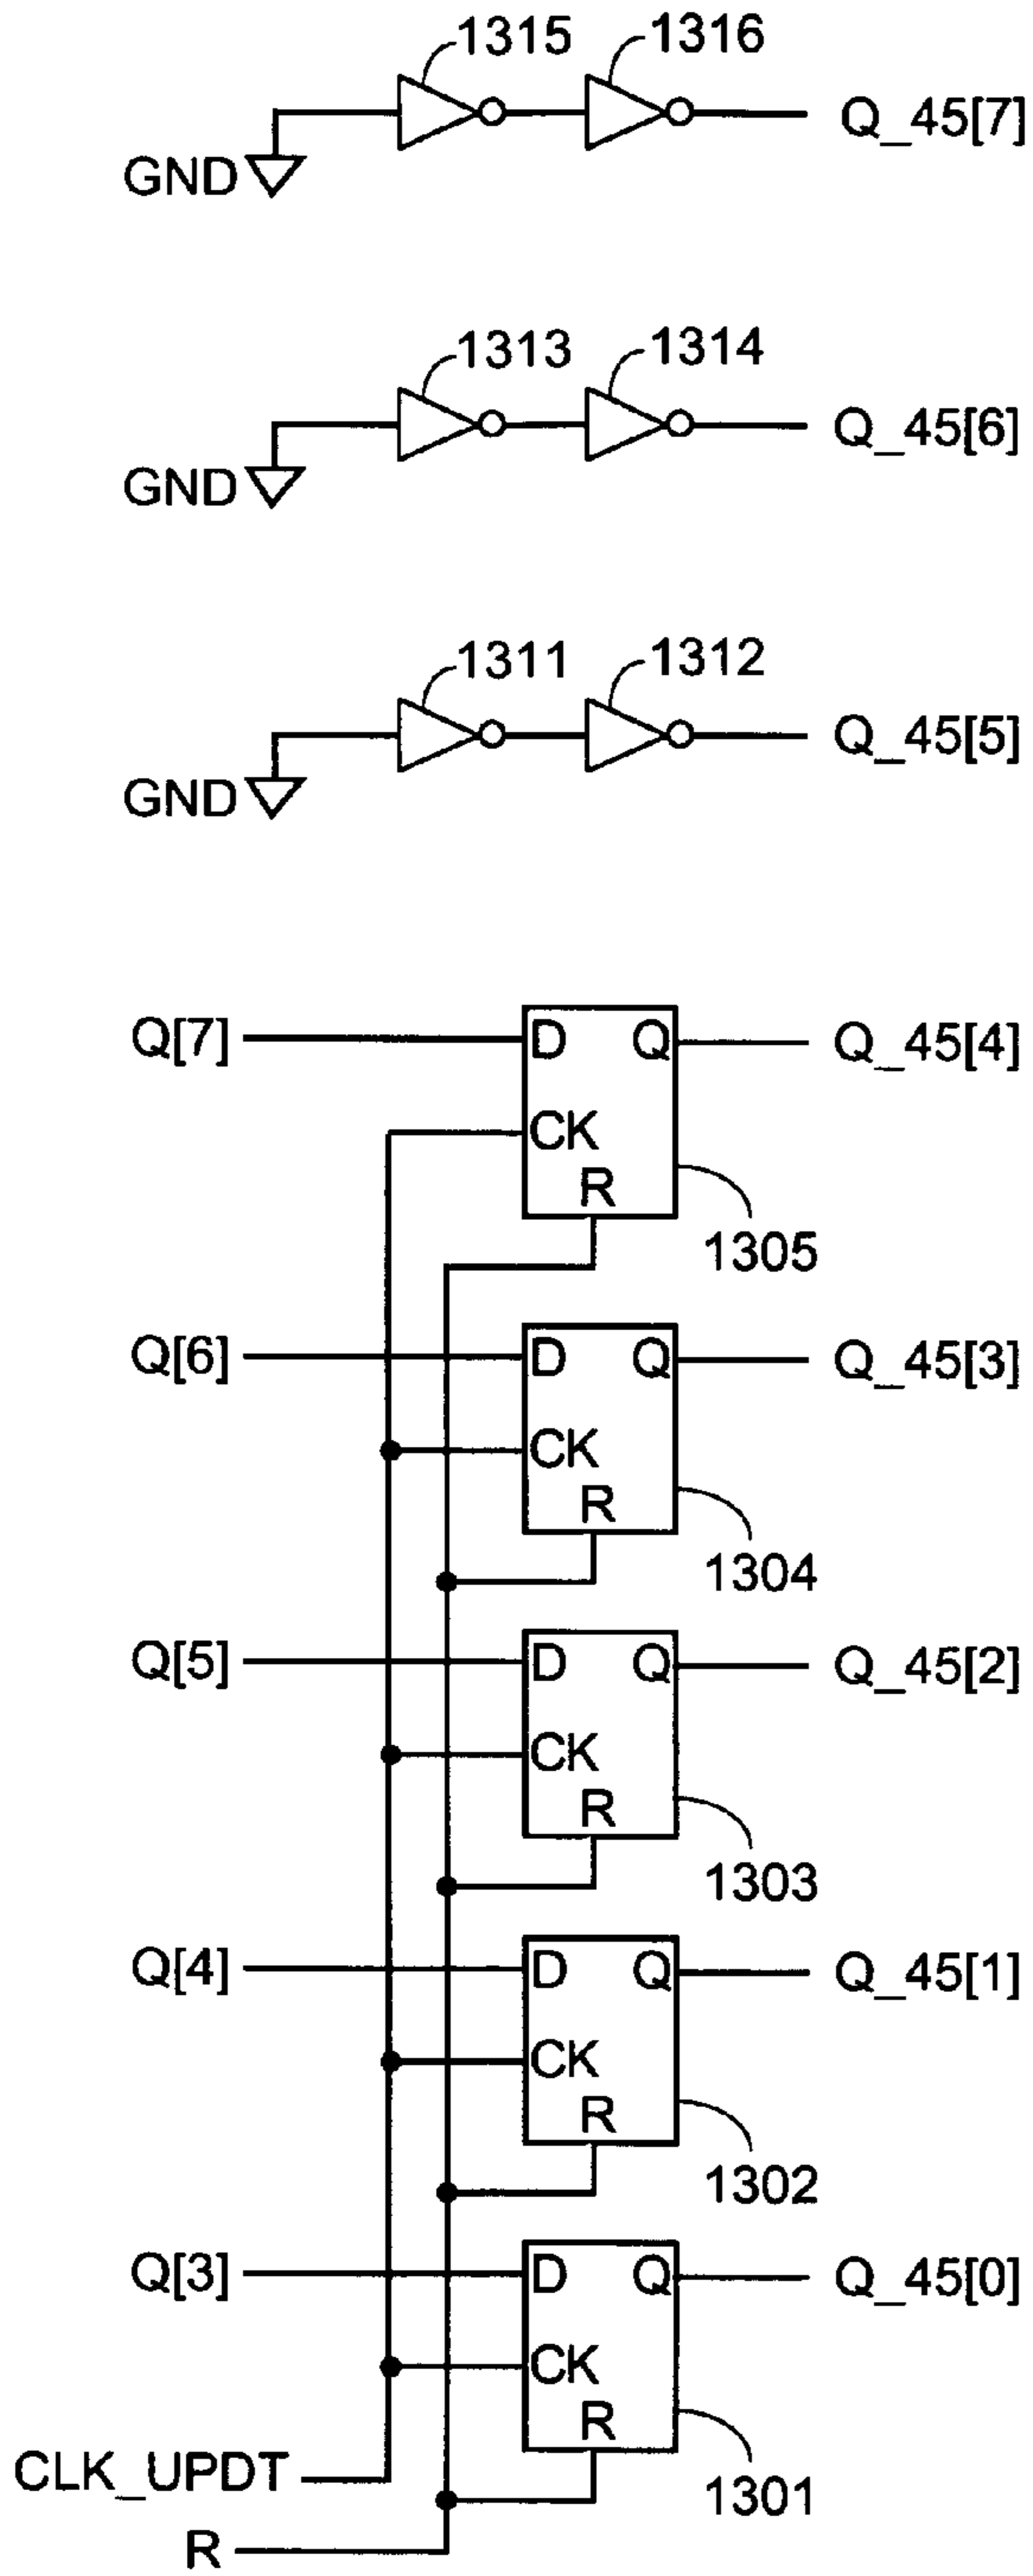 1315 1316
Q_45[7]
GND
1313 1314
Q_45[6]
GND
1311 1312
Q_45[5]
GND
Q[7] D Q Q_45[4]
CK
R
1305
Q[6] D Q Q_45[3]
CK
R
1304
Q[5] D Q Q_45[2]
CK
R
1303
Q[4] D Q Q_45[1]
CK
R
1302
Q[3] D Q Q_45[0]
CK
R
CLK_UPDT
1301
R